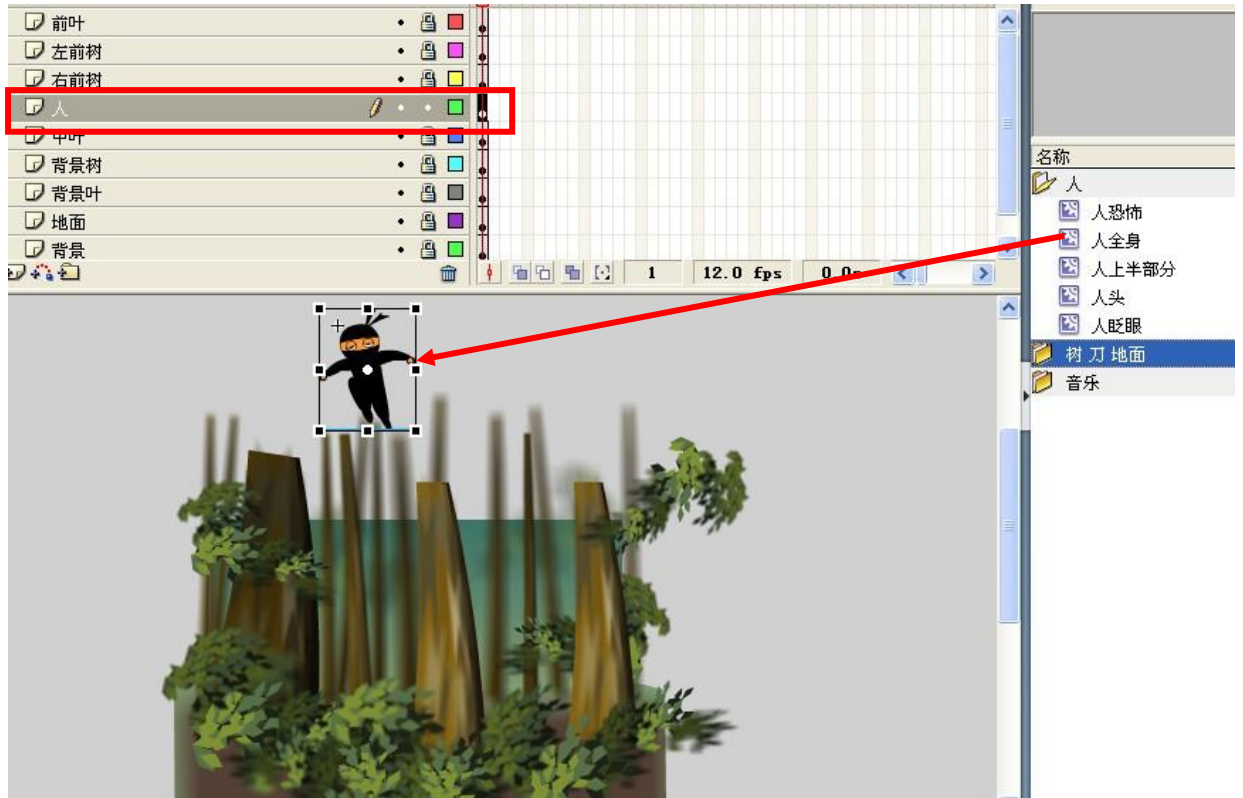 前叶
左前树
右前树
人
中叶
背景树
背景叶
地面
背景
1 12.0 fps 0.0s
名称
人
人恐怖
人全身
人上半部分
人头
人眨眼
树 刀 地面
音乐